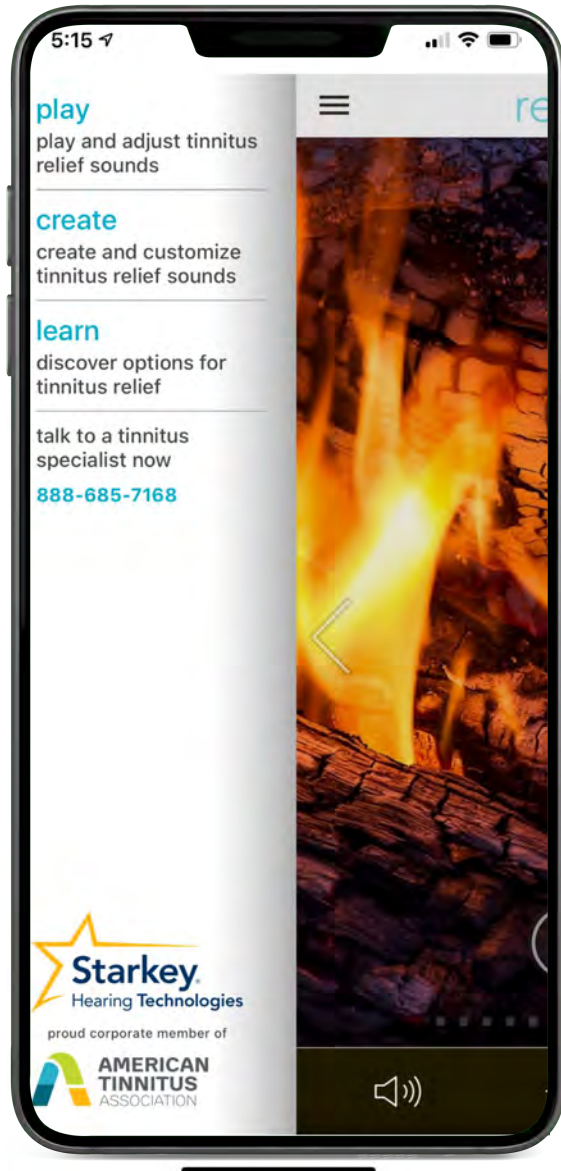 5:15
play
play and adjust tinnitus
relief sounds
create
create and customize
tinnitus relief sounds
learn
discover options for
tinnitus relief
talk to a tinnitus
specialist now
888-685-7168
re
Starkey.
Hearing Technologies
proud corporate member of
AMERICAN
TINNITUS
ASSOCIATION